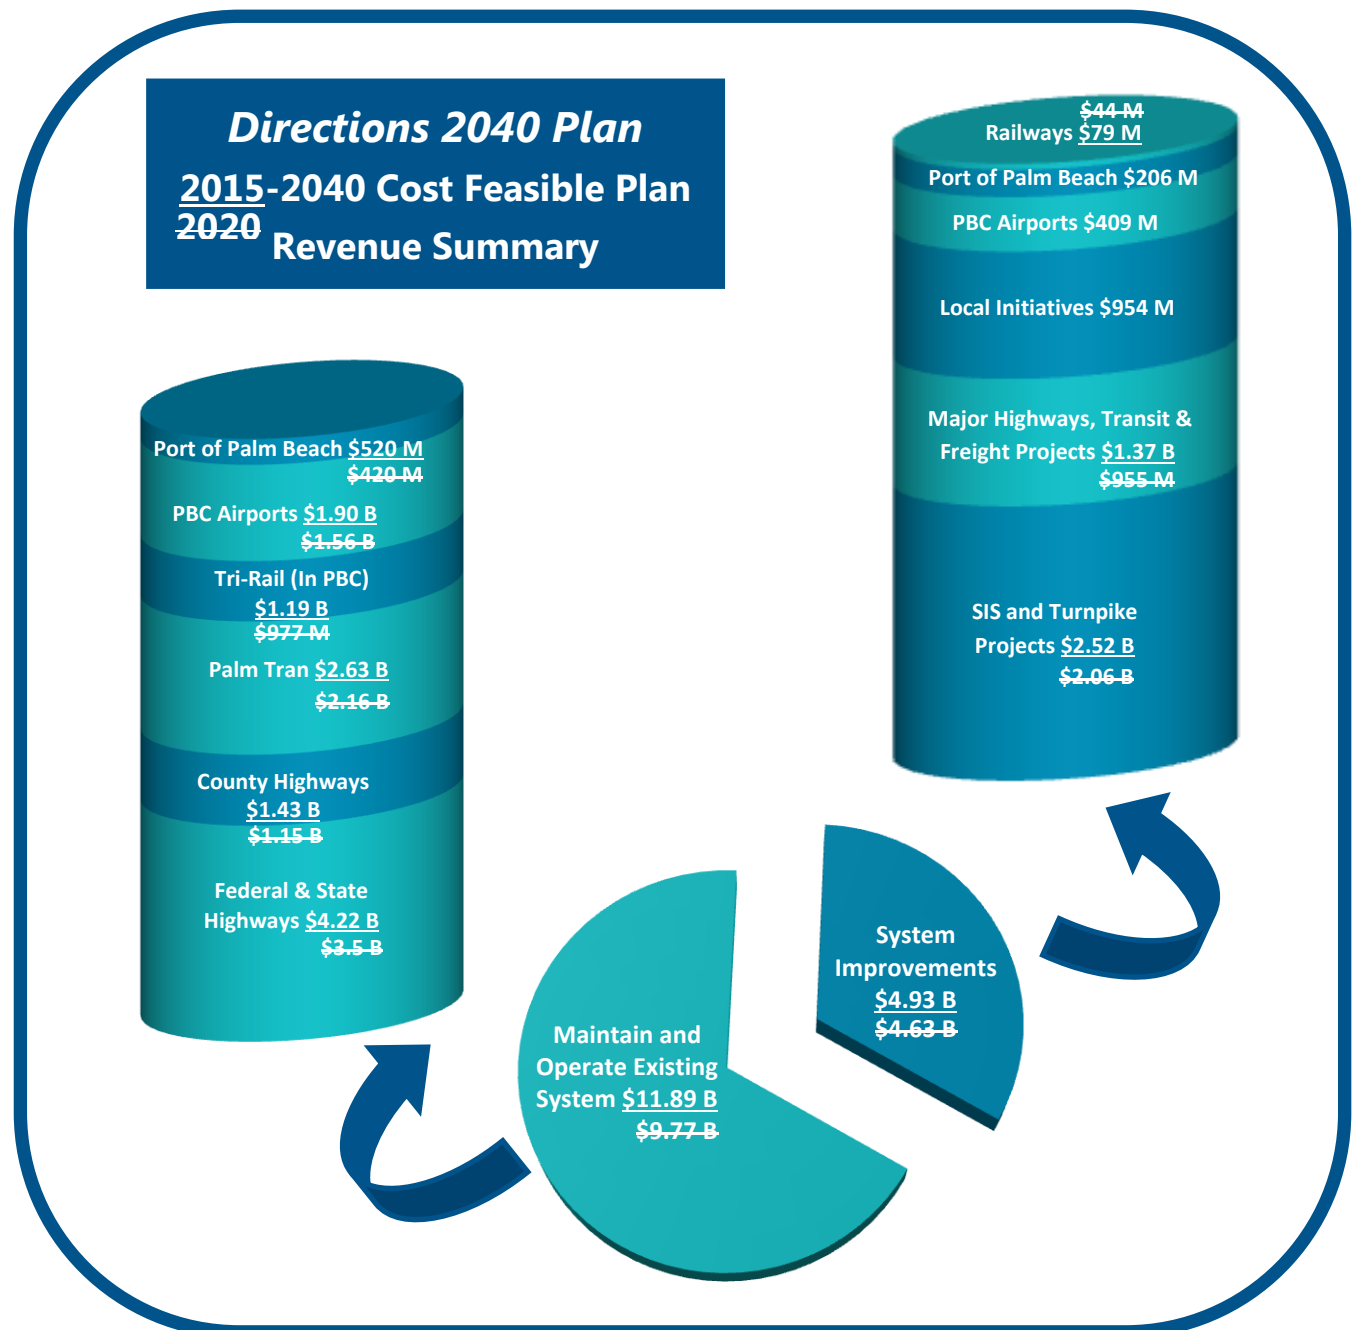 Directions 2040 Plan
2015-2040 Cost Feasible Plan
2020
Revenue Summary
$44 M
Railways $79 M
Port of Palm Beach $206 M
PBC Airports $409 M
Local Initiatives $954 M
Major Highways, Transit &
Freight Projects $1.37 B
$955 M
SIS and Turnpike
Projects $2.52 B
$2.06 B
Port of Palm Beach $520 M
$420 M
PBC Airports $1.90 B
$1.56 B
Tri-Rail (In PBC)
$1.19 B
$977 M
Palm Tran $2.63 B
$2.16 B
County Highways
$1.43 B
$1.15 B
Federal & State
Highways $4.22 B
$3.5 B
System
Improvements
$4.93 B
$4.63 B
Maintain and
Operate Existing
System $11.89 B
$9.77 B